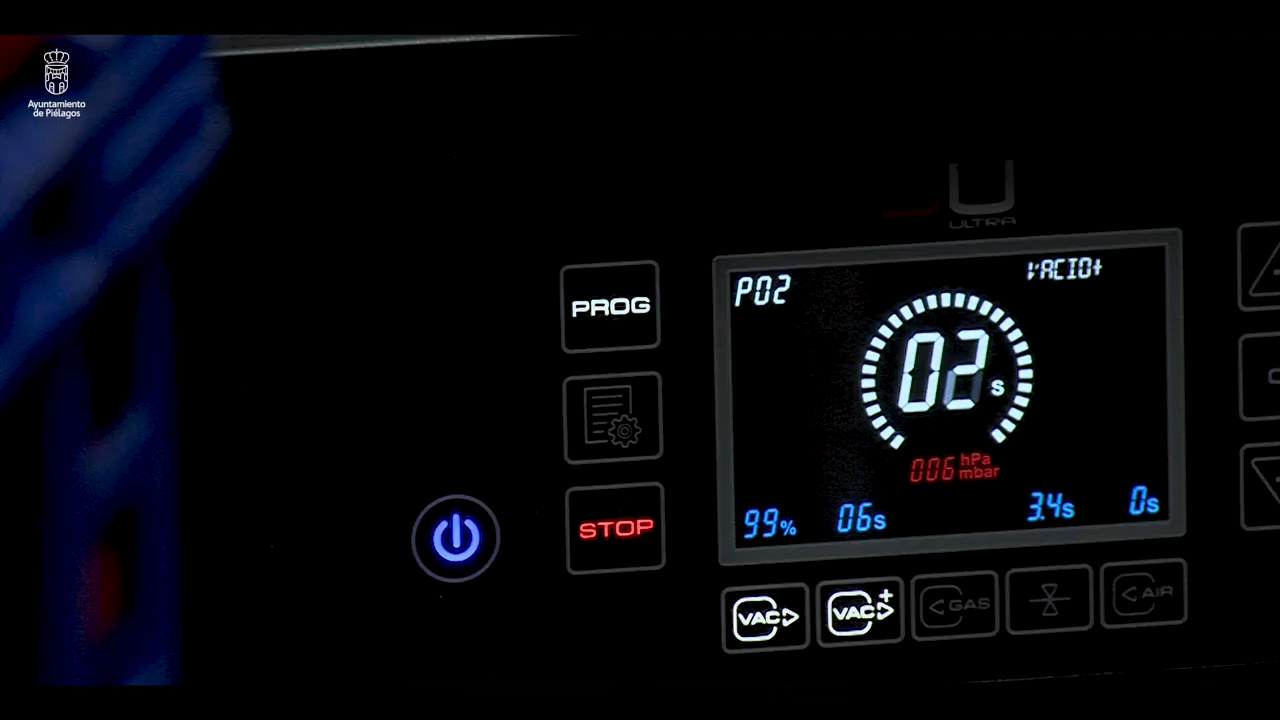 Ayuntamiento
de Piélagos
U
ULTRA
P02
VACIO+
PROG
02 s
006 hPa
mbar
STOP
99% 06s 3.4s 0s
VAC
VAC+
GAS
AIR